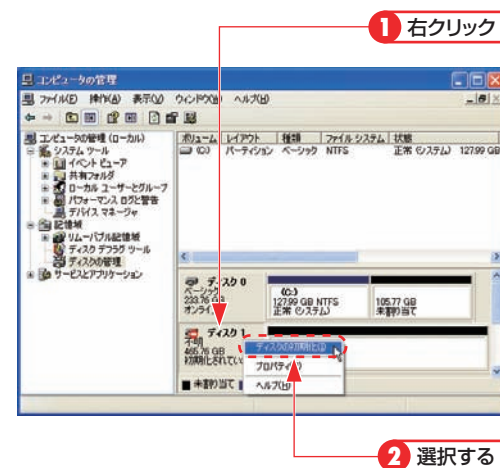 1 右クリック
コンピュータの管理
ファイル(F) 操作(A) 表示(V) ウィンドウ(W) ヘルプ(H)
コンピュータの管理 (ローカル)
システム ツール
イベント ビューア
共有フォルダ
ローカル ユーザーとグループ
パフォーマンス ログと警告
デバイス マネージャ
記憶域
リムーバブル記憶域
ディスク デフラグ ツール
ディスクの管理
サービスとアプリケーション
ボリューム レイアウト 種類 ファイル システム 状態
(C:) パーティション ベーシック NTFS 正常 (システム) 127.99 GB
ディスク 0
ベーシック
233.76 GB
オンライン
(C:)
127.99 GB NTFS
正常 (システム)
105.77 GB
未割り当て
ディスク 1
不明
465.76 GB
初期化されてい
ディスクの初期化(I)
プロパティ(P)
ヘルプ(H)
未割り当て
2 選択する